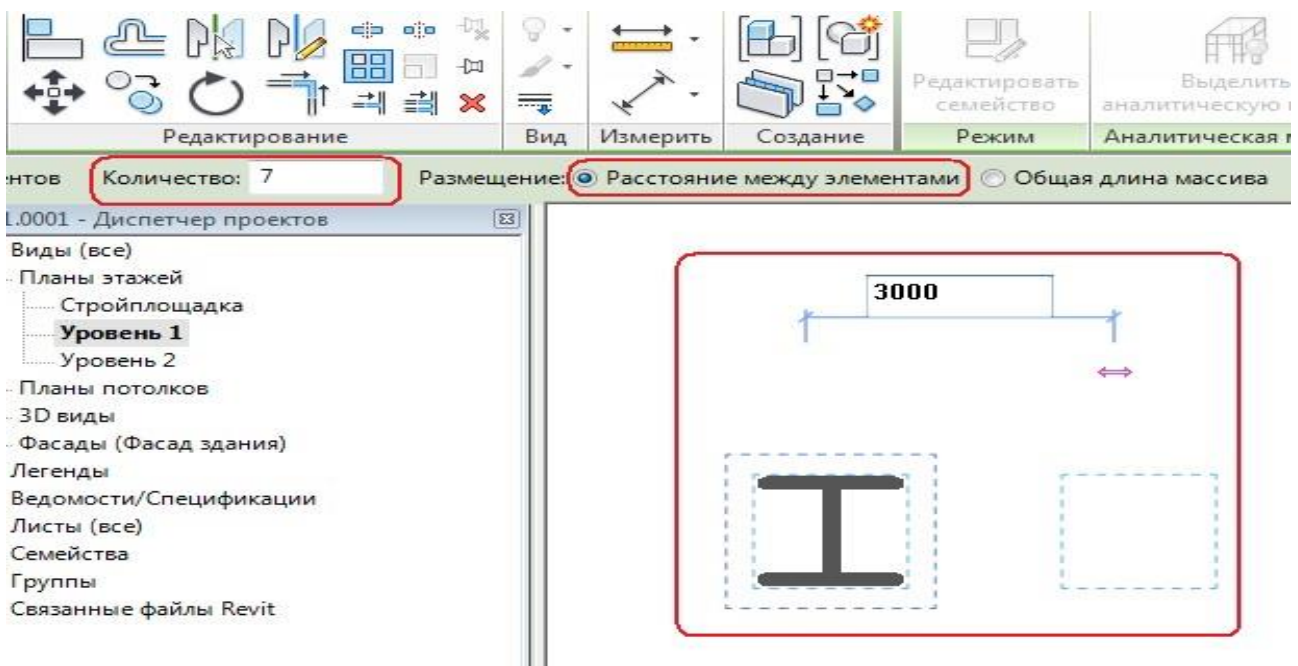 Редактировать
семейство
Выделить
аналитическую
Редактирование
Вид
Измерить
Создание
Режим
Аналитическая
нтов Количество: 7 Размещение: Расстояние между элементами Общая длина массива
1.0001 - Диспетчер проектов
Виды (все)
Планы этажей
Стройплощадка
Уровень 1
Уровень 2
Планы потолков
3D виды
Фасады (Фасад здания)
Легенды
Ведомости/Спецификации
Листы (все)
Семейства
Группы
Связанные файлы Revit
3000